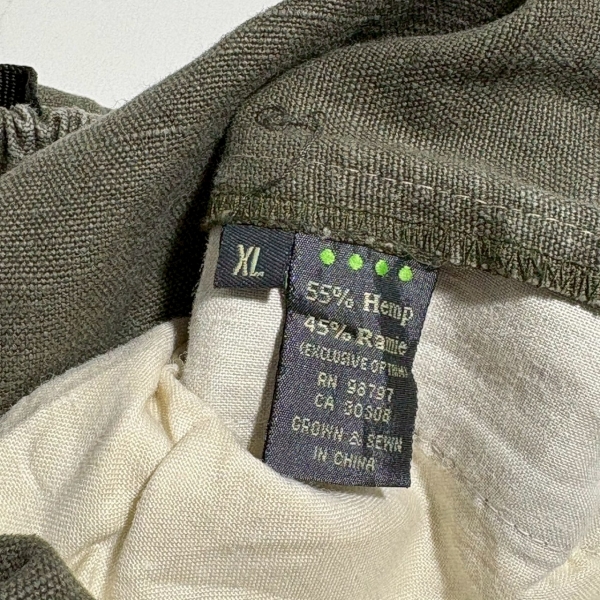 XL
55% Hemp
45% Ramie
(EXCLUSIVE OF TRIM)
RN 98797
CA 30308
GROWN & SEWN
IN CHINA